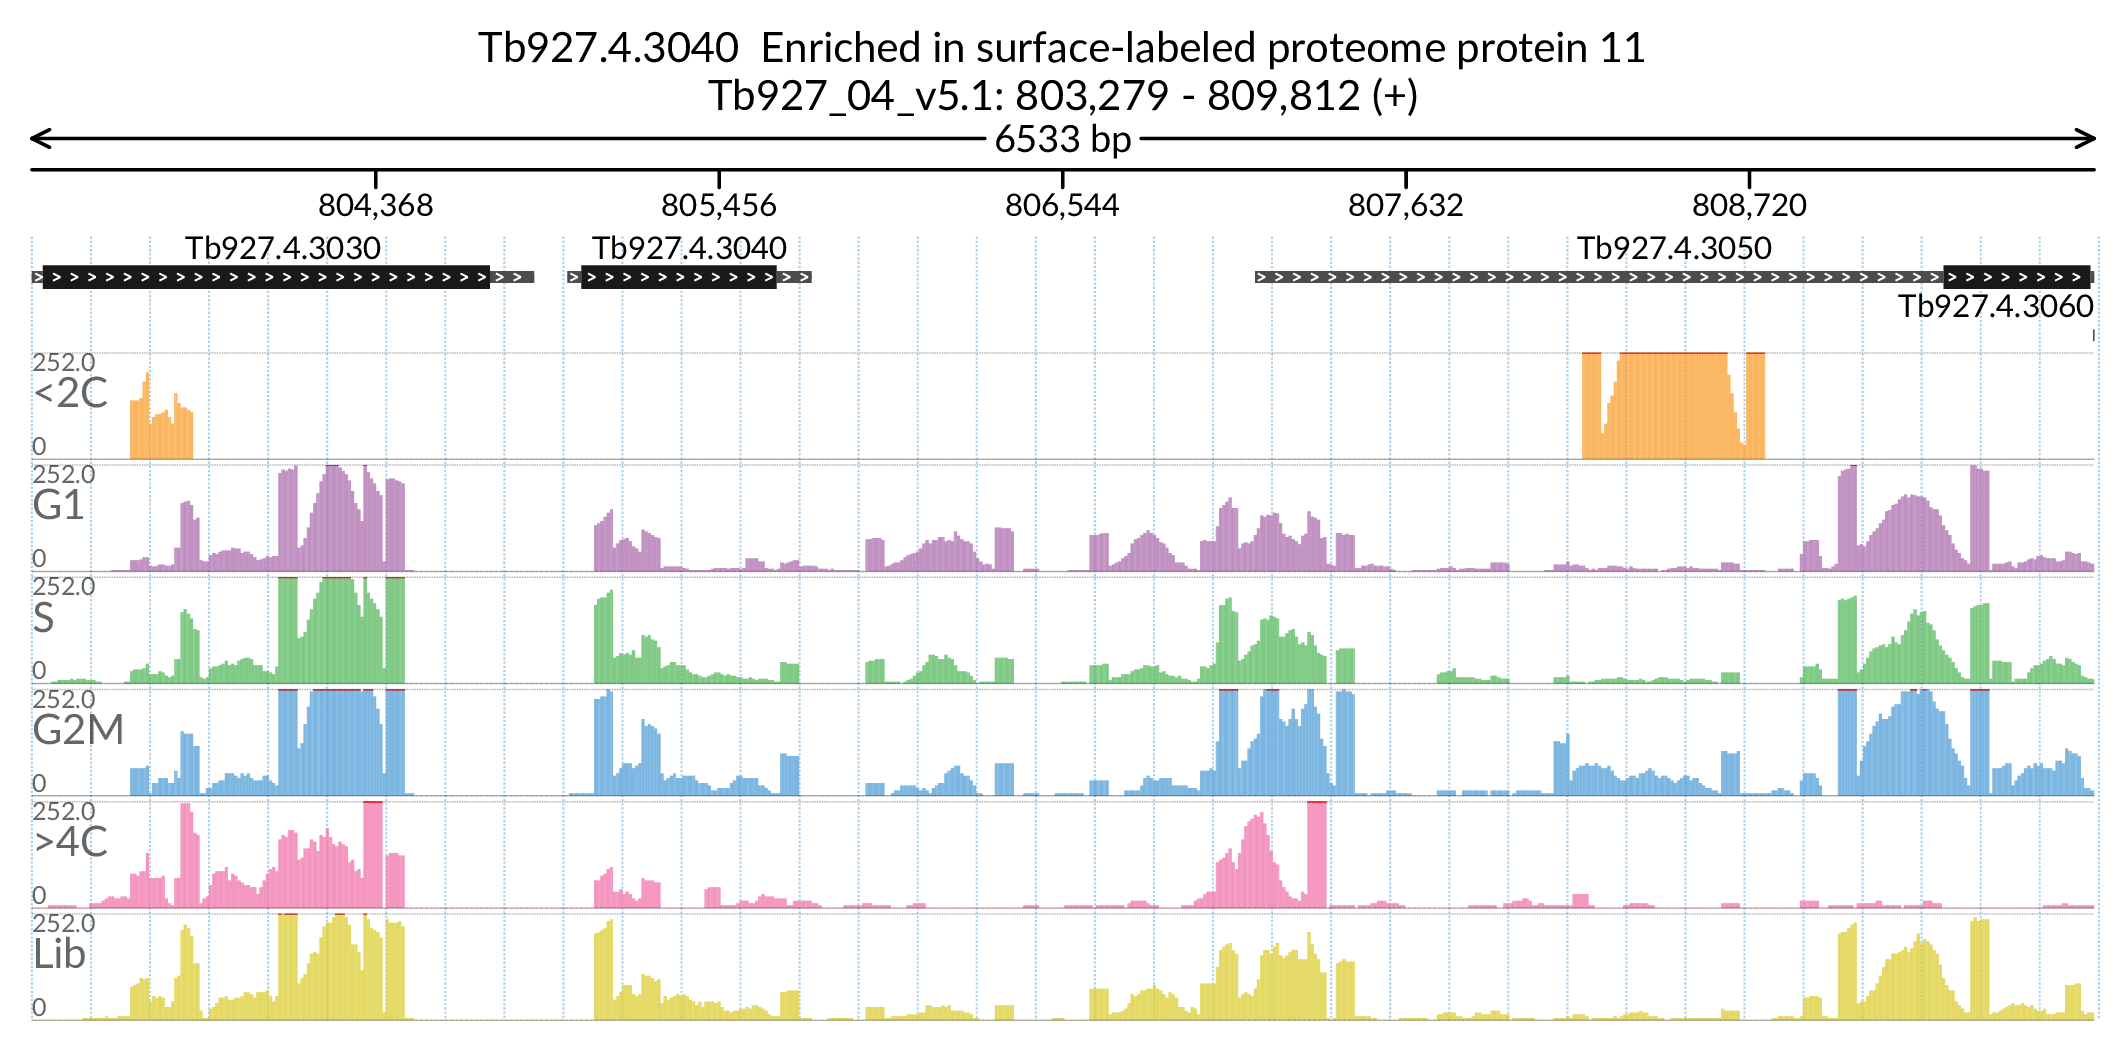 Tb927.4.3040  Enriched in surface-labeled proteome protein 11
Tb927_04_v5.1: 803,279 - 809,812 (+)
6533 bp
804,368 805,456 806,544 807,632 808,720
Tb927.4.3030 Tb927.4.3040 Tb927.4.3050
Tb927.4.3060
252.0
<2C
0
252.0
G1
0
252.0
S
0
252.0
G2M
0
252.0
>4C
0
252.0
Lib
0